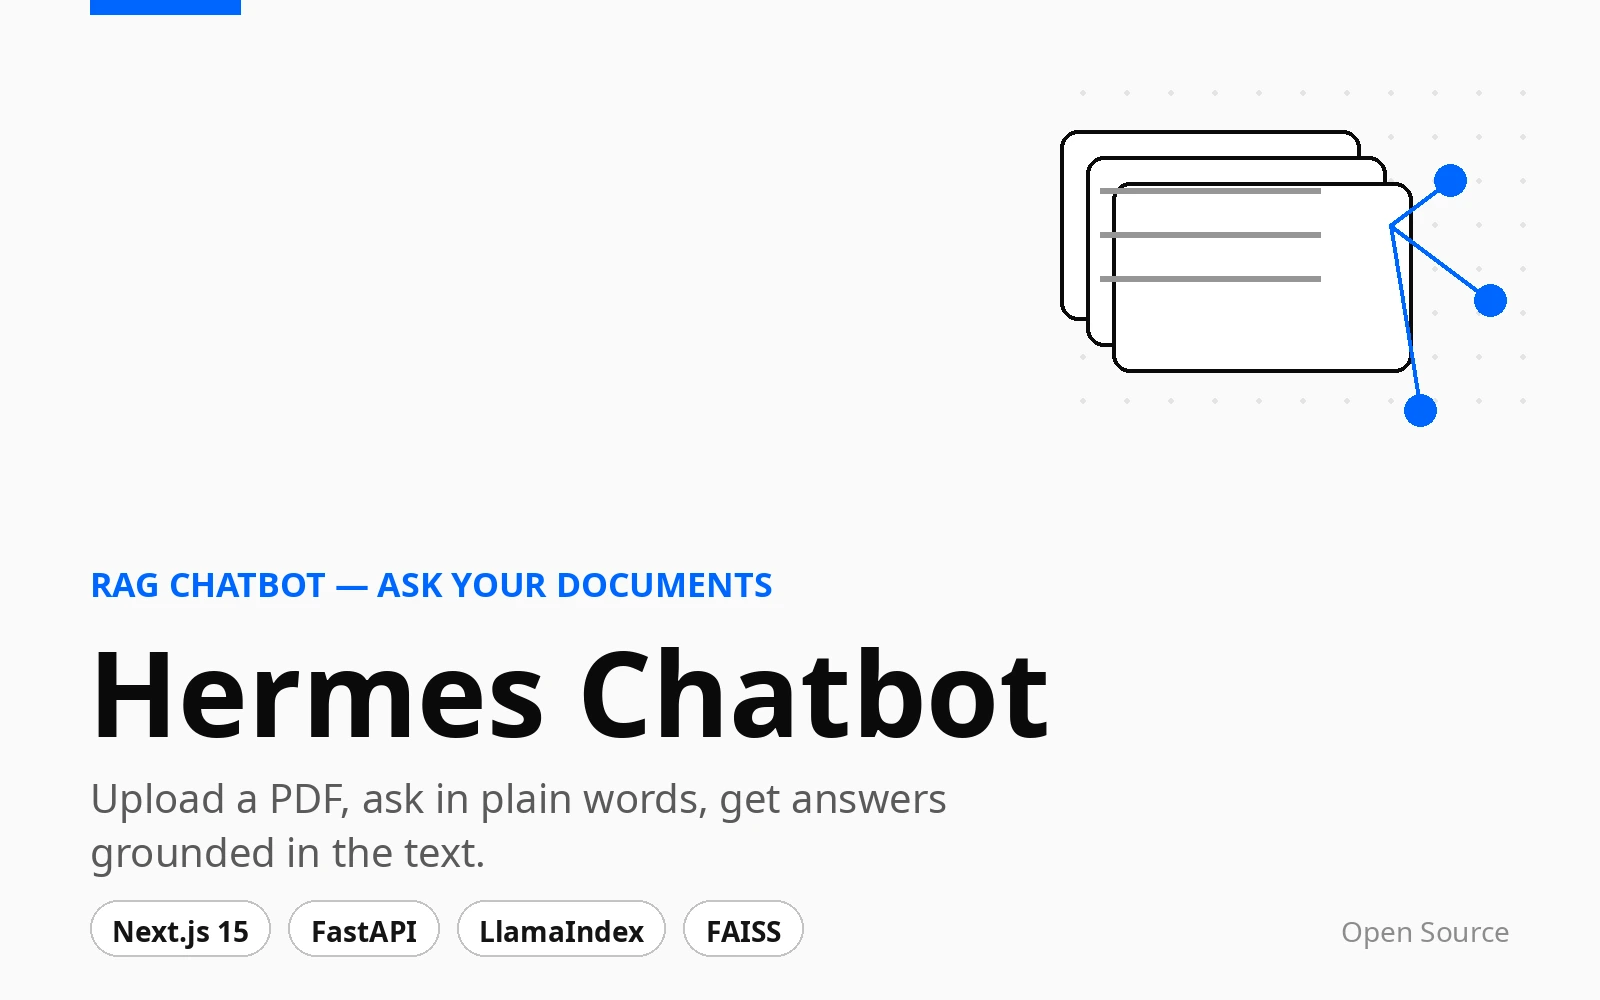 RAG CHATBOT — ASK YOUR DOCUMENTS
Hermes Chatbot
Upload a PDF, ask in plain words, get answers
grounded in the text.
Next.js 15 FastAPI LlamaIndex FAISS
Open Source